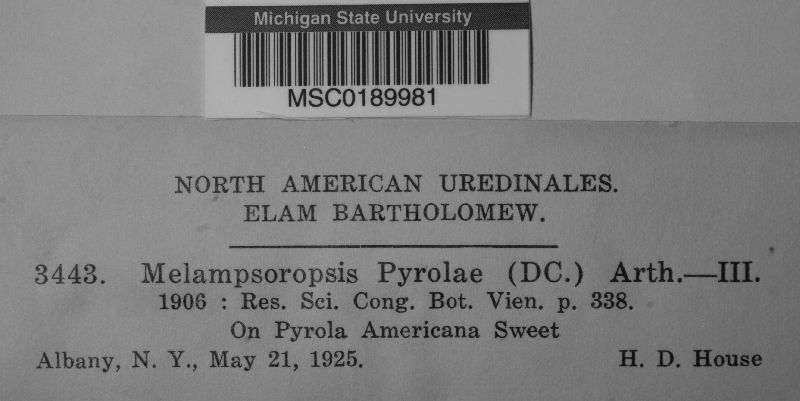 Michigan State University
MSC0189981
NORTH AMERICAN UREDINALES.
ELAM BARTHOLOMEW.
3443. Melampsoropsis Pyrolae (DC.) Arth.—III.
1906 : Res. Sci. Cong. Bot. Vien. p. 338.
On Pyrola Americana Sweet
Albany, N. Y., May 21, 1925. H. D. House